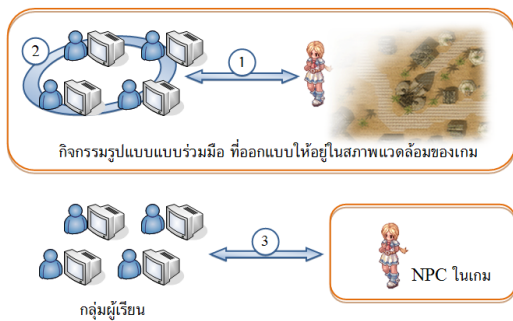 2
1
กิจกรรมรูปแบบแบบร่วมมือ ที่ออกแบบให้อยู่ในสภาพแวดล้อมของเกม
3
NPC ในเกม
กลุ่มผู้เรียน